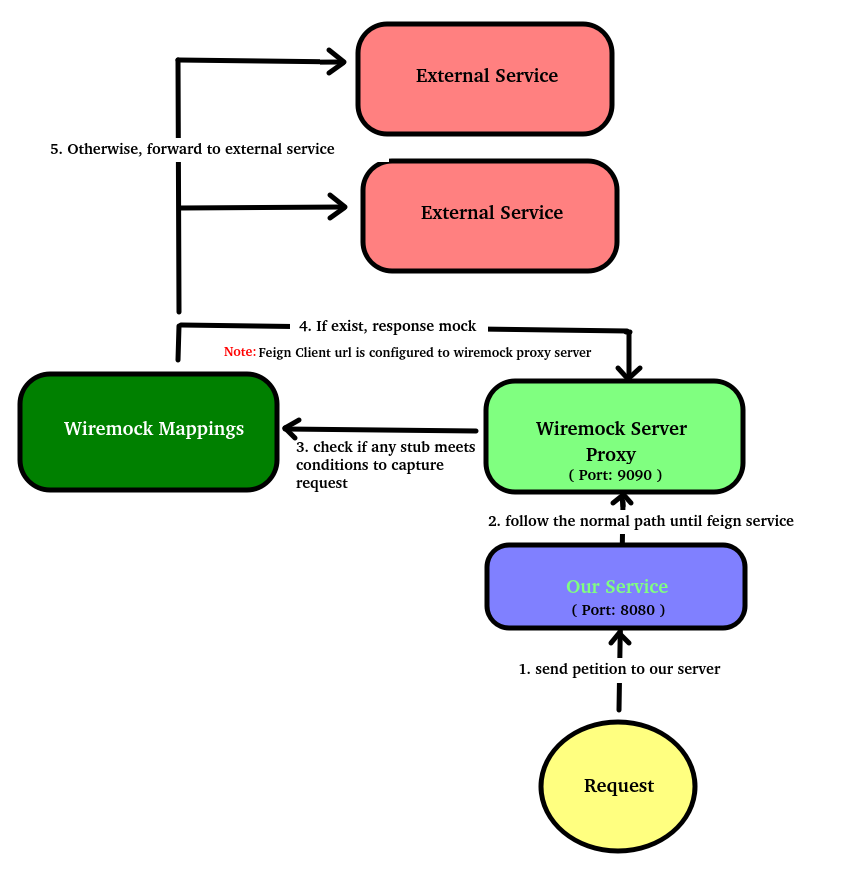 External Service
5. Otherwise, forward to external service
External Service
4. If exist, response mock
Note: Feign Client url is configured to wiremock proxy server
Wiremock Mappings
Wiremock Server
Proxy
( Port: 9090 )
3. check if any stub meets
conditions to capture
request
2. follow the normal path until feign service
Our Service
( Port: 8080 )
1. send petition to our server
Request